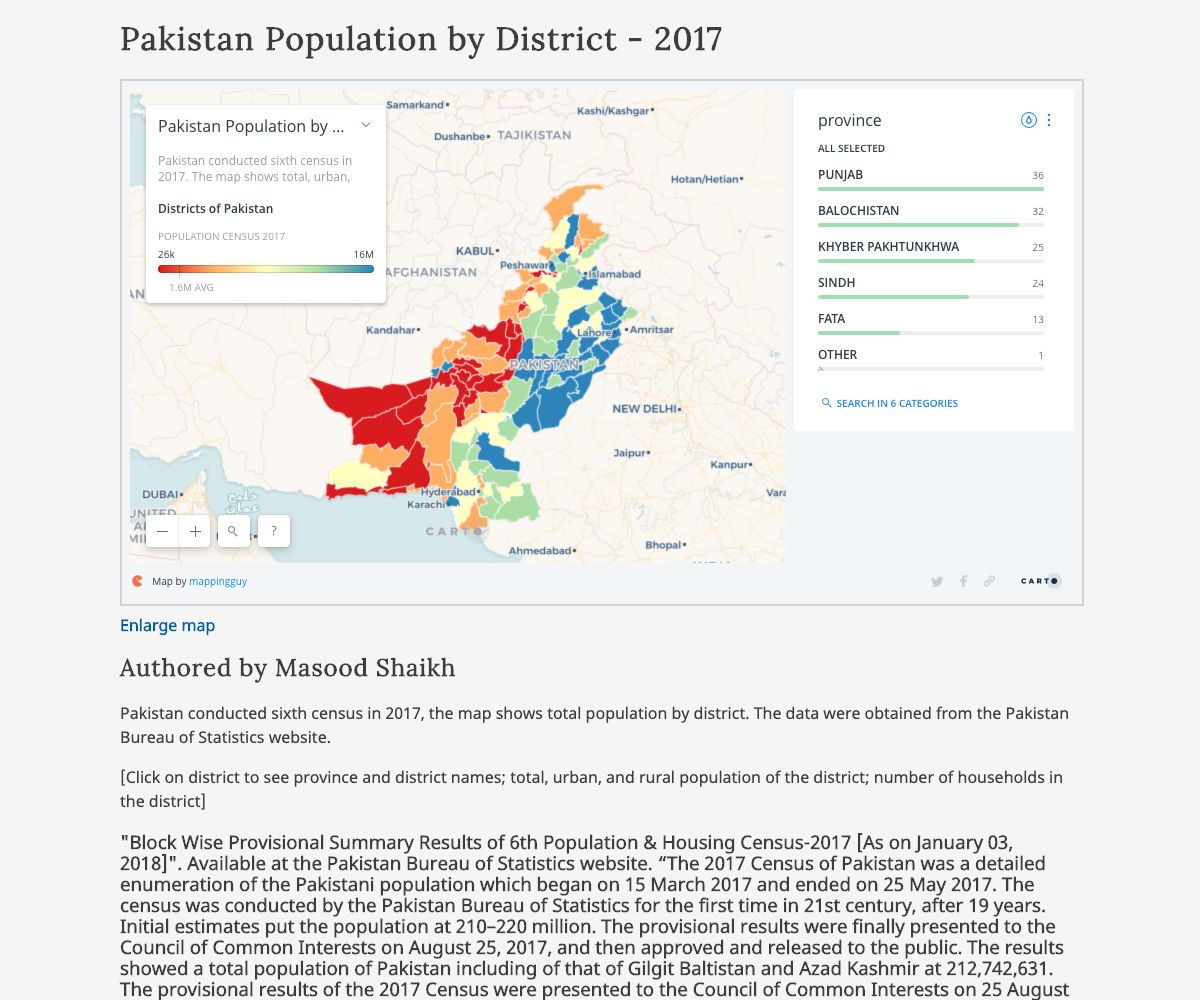 Pakistan Population by District - 2017
Pakistan Population by ...
Pakistan conducted sixth census in
2017. The map shows total, urban,
Districts of Pakistan
POPULATION CENSUS 2017
26k 16M
1.6M AVG
Samarkand
Kashi/Kashgar
Dushanbe
TAJIKISTAN
Hotan/Hetian
KABUL
Peshawar
AFGHANISTAN
Islamabad
Kandahar
Lahore
Amritsar
PAKISTAN
NEW DELHI
Jaipur
Kanpur
Vara
DUBAI
خليج
عمان
UNITED
Hyderabad
Karachi
Ahmedabad
Bhopal
CARTO
− + ?
province
ALL SELECTED
PUNJAB 36
BALOCHISTAN 32
KHYBER PAKHTUNKHWA 25
SINDH 24
FATA 13
OTHER 1
SEARCH IN 6 CATEGORIES
Map by mappingguy
CARTO
Enlarge map
Authored by Masood Shaikh
Pakistan conducted sixth census in 2017, the map shows total population by district. The data were obtained from the Pakistan
Bureau of Statistics website.
[Click on district to see province and district names; total, urban, and rural population of the district; number of households in
the district]
"Block Wise Provisional Summary Results of 6th Population & Housing Census-2017 [As on January 03,
2018]". Available at the Pakistan Bureau of Statistics website. “The 2017 Census of Pakistan was a detailed
enumeration of the Pakistani population which began on 15 March 2017 and ended on 25 May 2017. The
census was conducted by the Pakistan Bureau of Statistics for the first time in 21st century, after 19 years.
Initial estimates put the population at 210–220 million. The provisional results were finally presented to the
Council of Common Interests on August 25, 2017, and then approved and released to the public. The results
showed a total population of Pakistan including of that of Gilgit Baltistan and Azad Kashmir at 212,742,631.
The provisional results of the 2017 Census were presented to the Council of Common Interests on 25 August